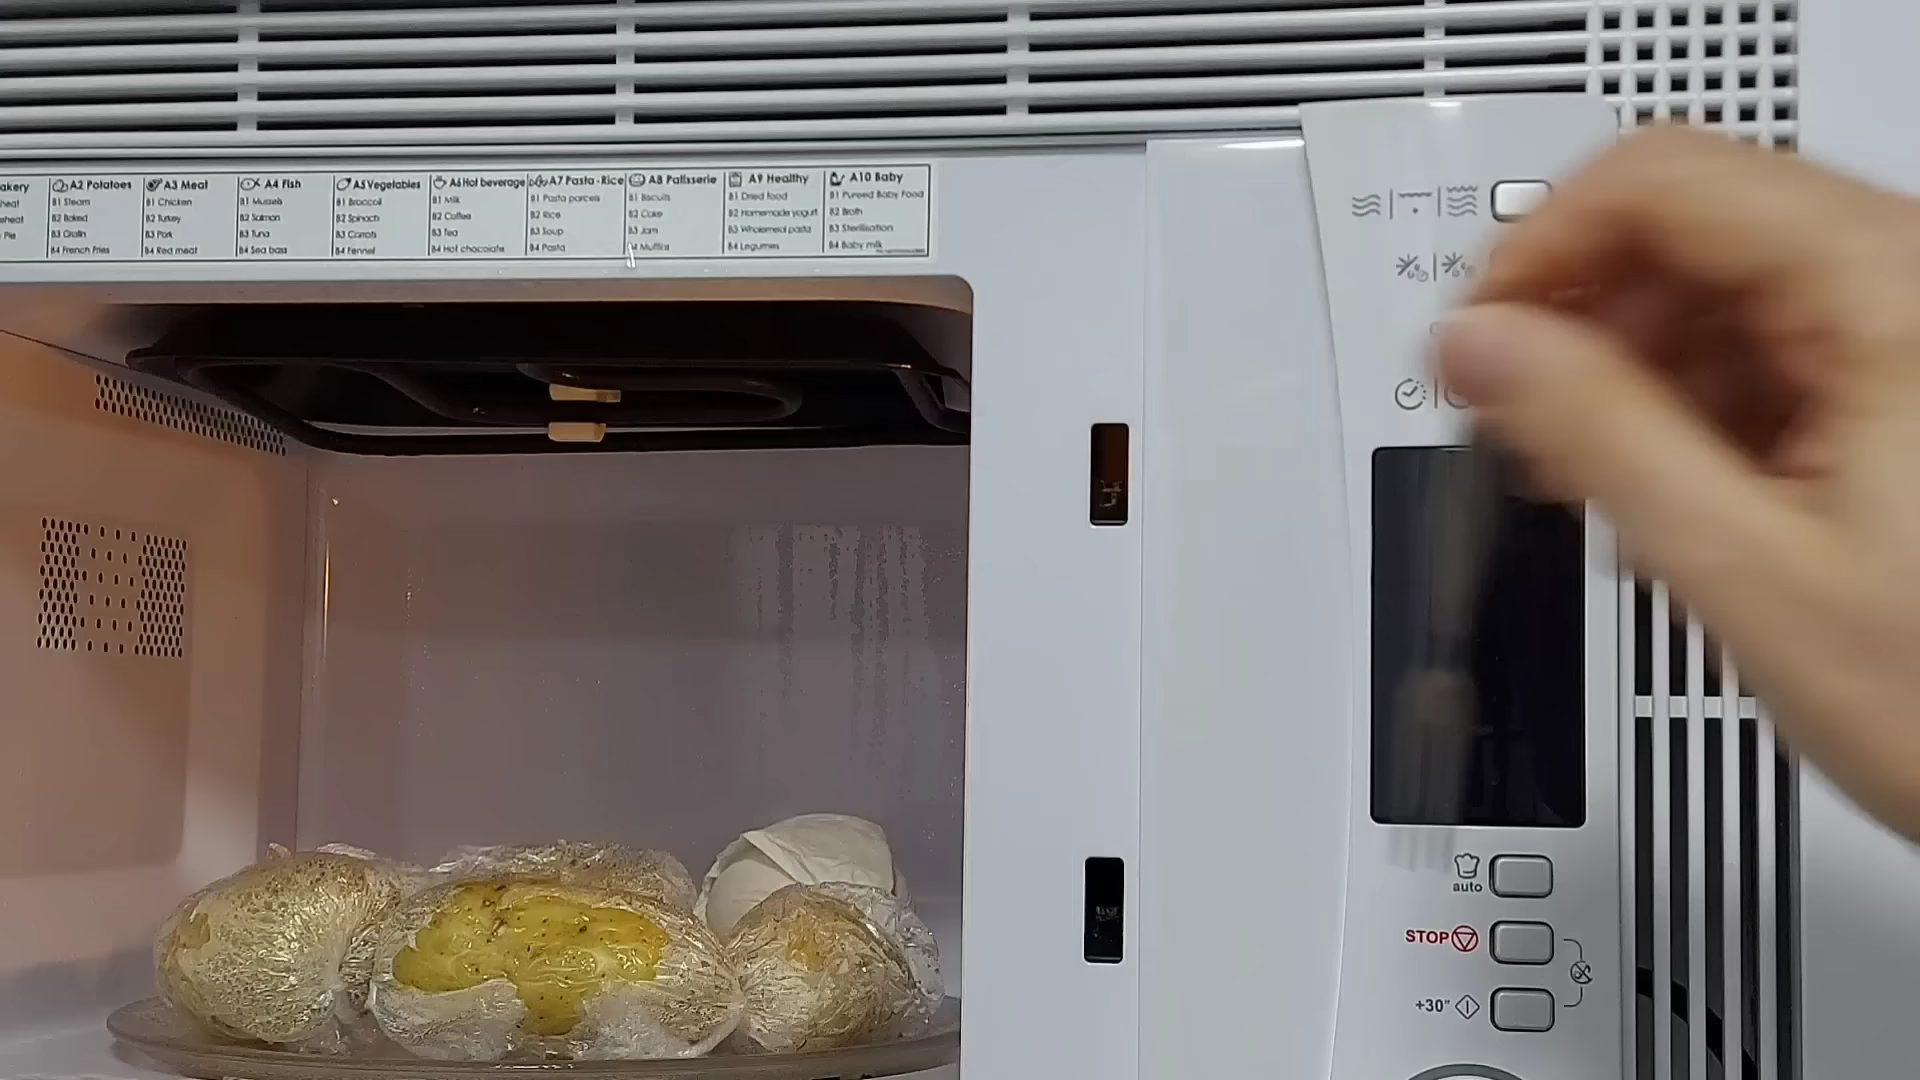 akery
heat
eheat
Pie
A2 Potatoes
B1 Steam
B2 Baked
B3 Gratin
B4 French Fries
A3 Meat
B1 Chicken
B2 Turkey
B3 Pork
B4 Red meat
A4 Fish
B1 Mussels
B2 Salmon
B3 Tuna
B4 Sea bass
A5 Vegetables
B1 Broccoli
B2 Spinach
B3 Carrots
B4 Fennel
A6 Hot beverage
B1 Milk
B2 Coffee
B3 Tea
B4 Hot chocolate
A7 Pasta - Rice
B1 Pasta parcels
B2 Rice
B3 Soup
B4 Pasta
A8 Patisserie
B1 Biscuits
B2 Cake
B3 Jam
B4 Muffins
A9 Healthy
B1 Dried food
B2 Homemade yogurt
B3 Wholemeal pasta
B4 Legumes
A10 Baby
B1 Pureed Baby Food
B2 Broth
B3 Sterilisation
B4 Baby milk
auto
STOP
+30"